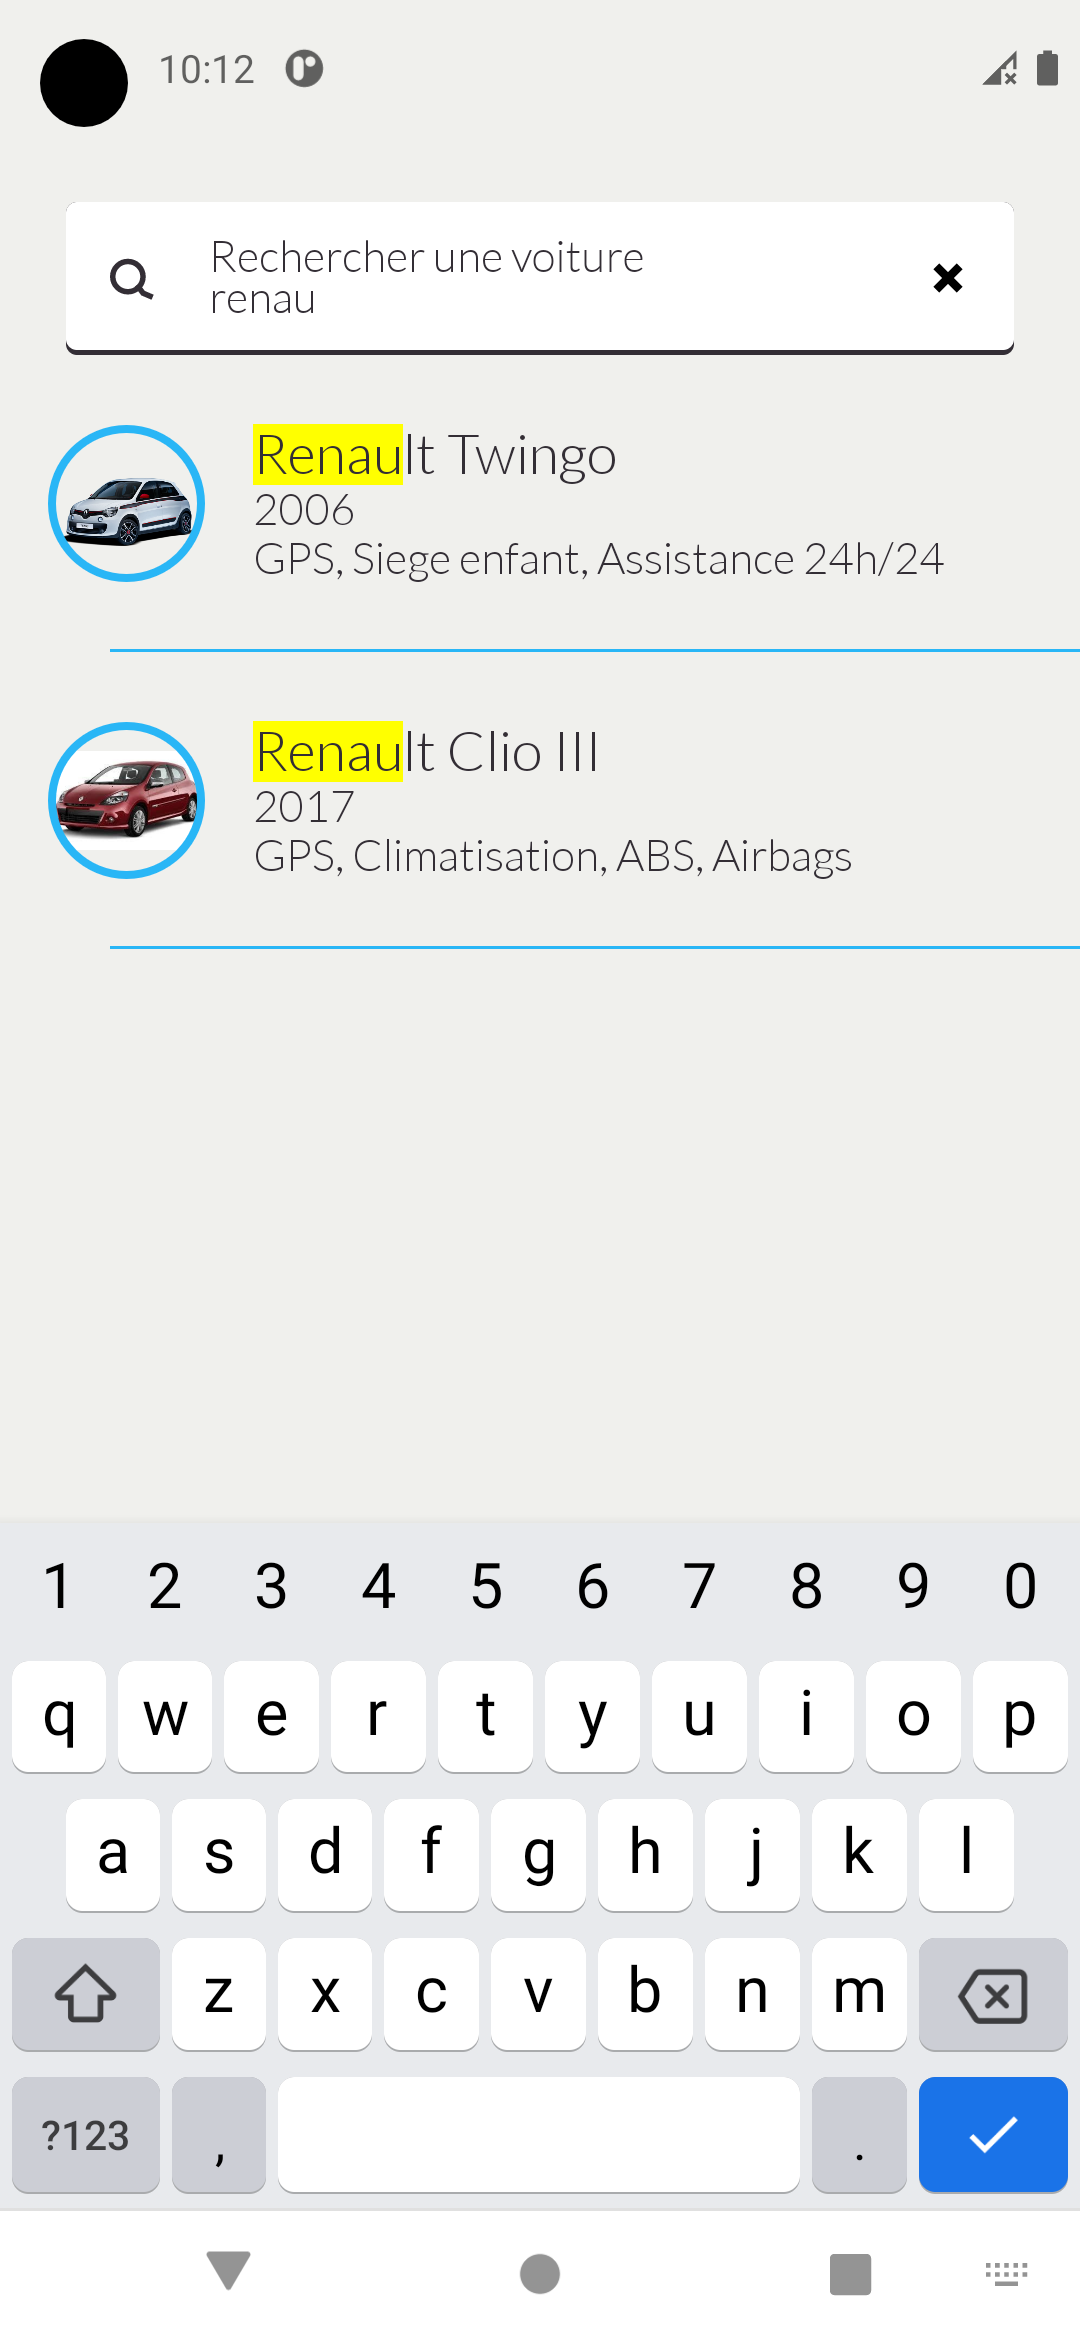 10:12
Rechercher une voiture
renau
Renault Twingo
2006
GPS, Siege enfant, Assistance 24h/24
Renault Clio III
2017
GPS, Climatisation, ABS, Airbags
1 2 3 4 5 6 7 8 9 0
q w e r t y u i o p
a s d f g h j k l
z x c v b n m
?123 , .